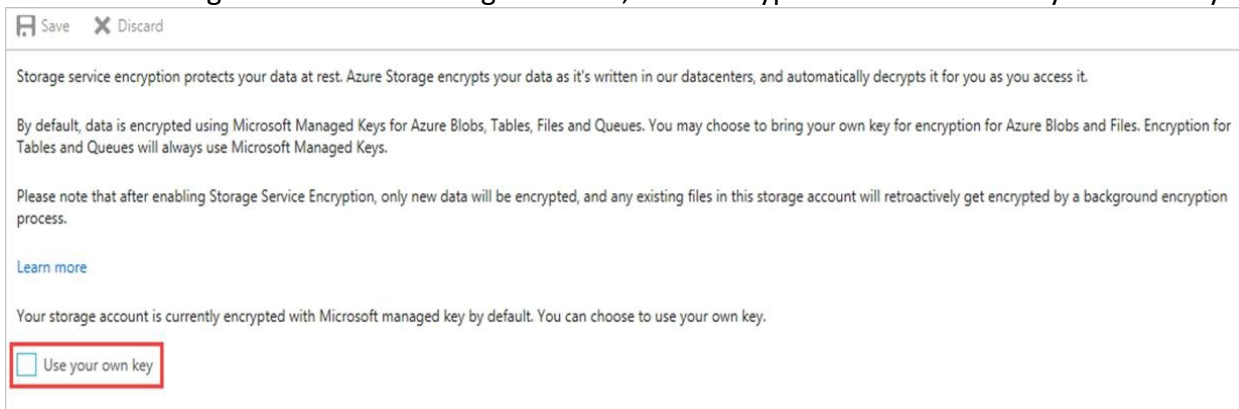 Save Discard
Storage service encryption protects your data at rest. Azure Storage encrypts your data as it's written in our datacenters, and automatically decrypts it for you as you access it.
By default, data is encrypted using Microsoft Managed Keys for Azure Blobs, Tables, Files and Queues. You may choose to bring your own key for encryption for Azure Blobs and Files. Encryption for
Tables and Queues will always use Microsoft Managed Keys.
Please note that after enabling Storage Service Encryption, only new data will be encrypted, and any existing files in this storage account will retroactively get encrypted by a background encryption
process.
Learn more
Your storage account is currently encrypted with Microsoft managed key by default. You can choose to use your own key.
Use your own key